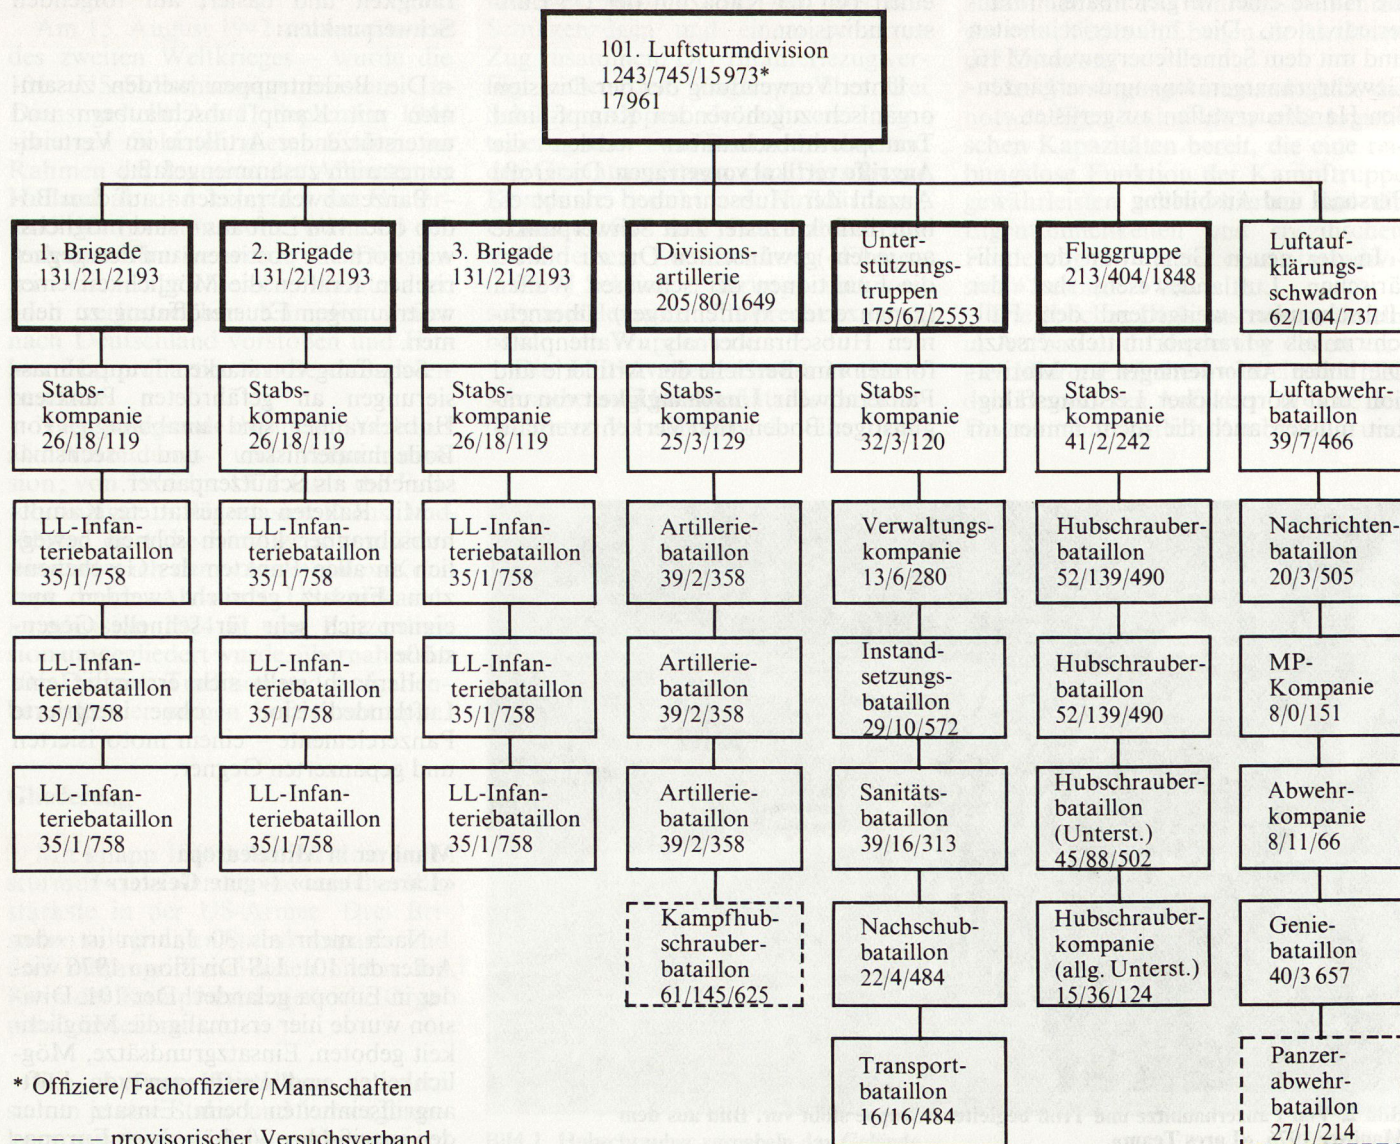 101. Luftsturmdivision
1243/745/15973*
17961
1. Brigade
131/21/2193
2. Brigade
131/21/2193
3. Brigade
131/21/2193
Divisions-
artillerie
205/80/1649
Unter-
stützungs-
truppen
175/67/2553
Fluggruppe
213/404/1848
Luftauf-
klärungs-
schwadron
62/104/737
Stabs-
kompanie
26/18/119
Stabs-
kompanie
26/18/119
Stabs-
kompanie
26/18/119
Stabs-
kompanie
25/3/129
Stabs-
kompanie
32/3/120
Stabs-
kompanie
41/2/242
Luftabwehr-
bataillon
39/7/466
LL-Infan-
teriebataillon
35/1/758
LL-Infan-
teriebataillon
35/1/758
LL-Infan-
teriebataillon
35/1/758
Artillerie-
bataillon
39/2/358
Verwaltungs-
kompanie
13/6/280
Hubschrauber-
bataillon
52/139/490
Nachrichten-
bataillon
20/3/505
LL-Infan-
teriebataillon
35/1/758
LL-Infan-
teriebataillon
35/1/758
LL-Infan-
teriebataillon
35/1/758
Artillerie-
bataillon
39/2/358
Instand-
setzungs-
bataillon
29/10/572
Hubschrauber-
bataillon
52/139/490
MP-
Kompanie
8/0/151
LL-Infan-
teriebataillon
35/1/758
LL-Infan-
teriebataillon
35/1/758
LL-Infan-
teriebataillon
35/1/758
Artillerie-
bataillon
39/2/358
Sanitäts-
bataillon
39/16/313
Hubschrauber-
bataillon
(Unterst.)
45/88/502
Abwehr-
kompanie
8/11/66
Kampfhub-
schrauber-
bataillon
61/145/625
Nachschub-
bataillon
22/4/484
Hubschrauber-
kompanie
(allg. Unterst.)
15/36/124
Genie-
bataillon
40/3 657
Transport-
bataillon
16/16/484
Panzer-
abwehr-
bataillon
27/1/214
* Offiziere/Fachoffiziere/Mannschaften
- - - - - provisorischer Versuchsverband